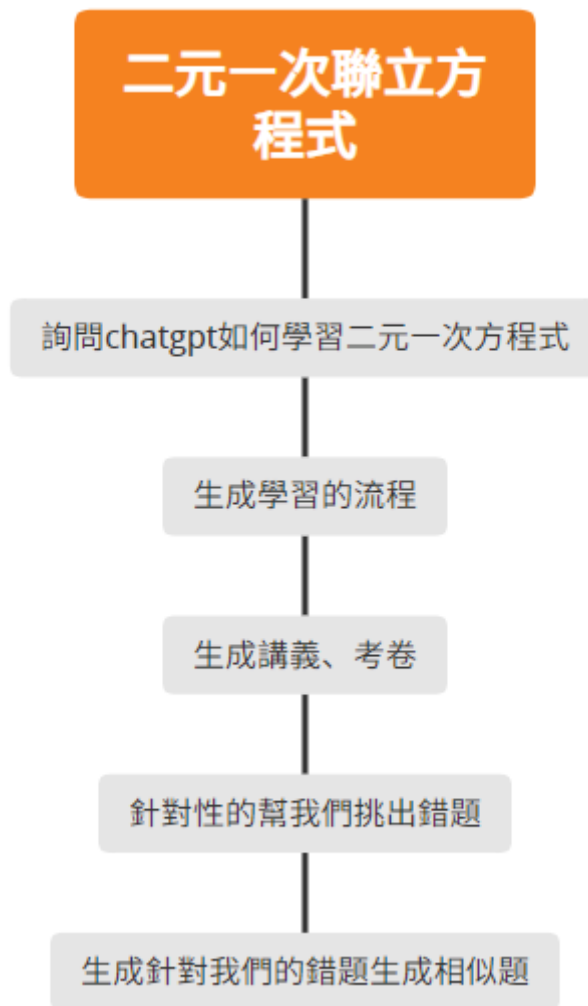 二元一次聯立方
程式
詢問chatgpt如何學習二元一次方程式
生成學習的流程
生成講義、考卷
針對性的幫我們挑出錯題
生成針對我們的錯題生成相似題